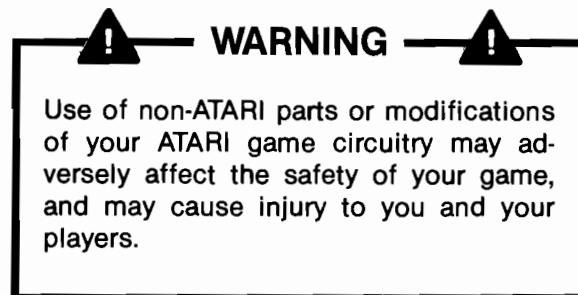 WARNING
Use of non-ATARI parts or modifications
of your ATARI game circuitry may ad-
versely affect the safety of your game,
and may cause injury to you and your
players.